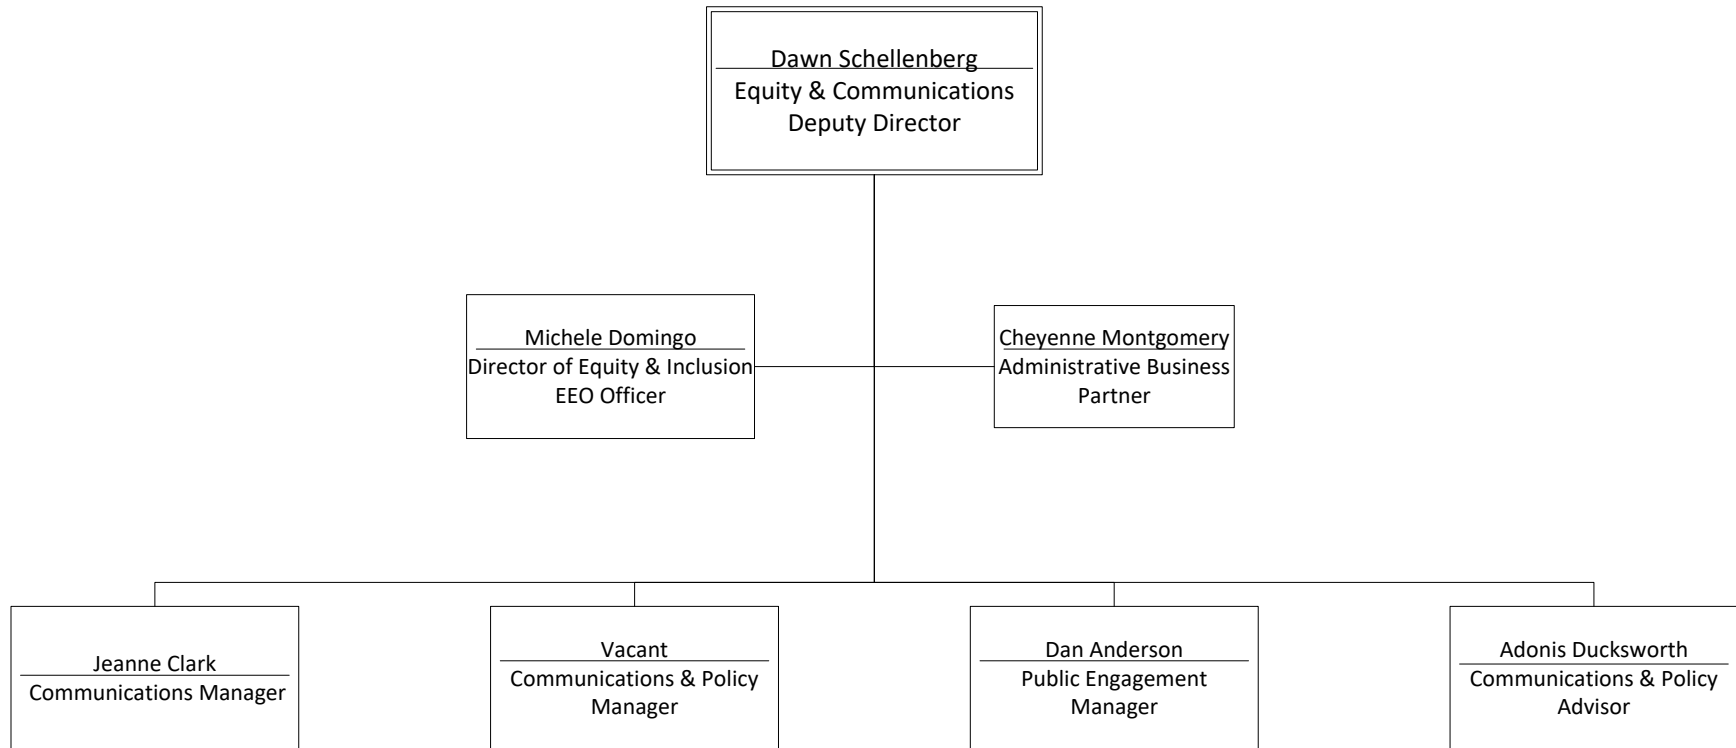 Dawn Schellenberg
Equity & Communications
Deputy Director
Michele Domingo
Director of Equity & Inclusion
EEO Officer
Cheyenne Montgomery
Administrative Business
Partner
Jeanne Clark
Communications Manager
Vacant
Communications & Policy
Manager
Dan Anderson
Public Engagement
Manager
Adonis Ducksworth
Communications & Policy
Advisor